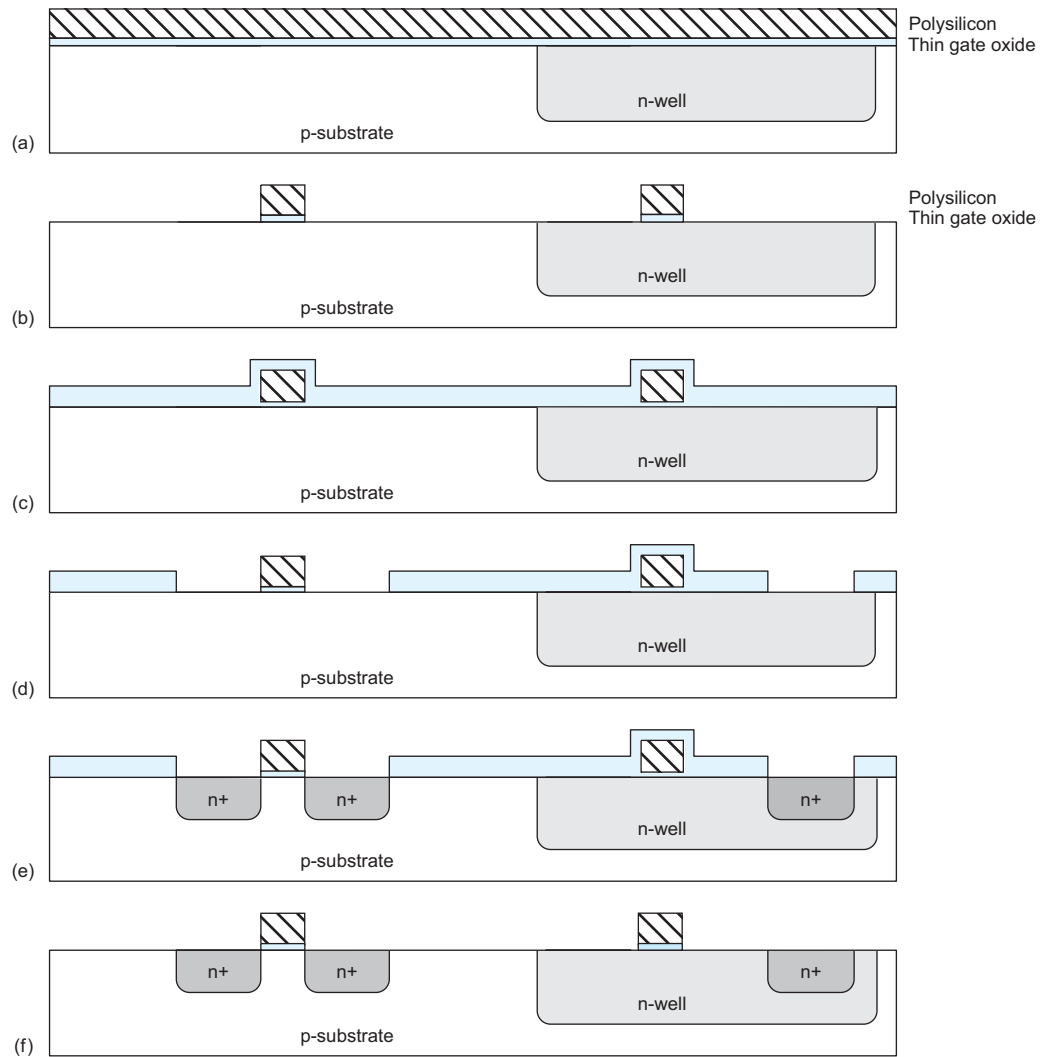 Polysilicon
Thin gate oxide
n-well
p-substrate
(a)
Polysilicon
Thin gate oxide
n-well
p-substrate
(b)
n-well
p-substrate
(c)
n-well
p-substrate
(d)
n+ n+ n+
n-well
p-substrate
(e)
n+ n+ n+
n-well
p-substrate
(f)